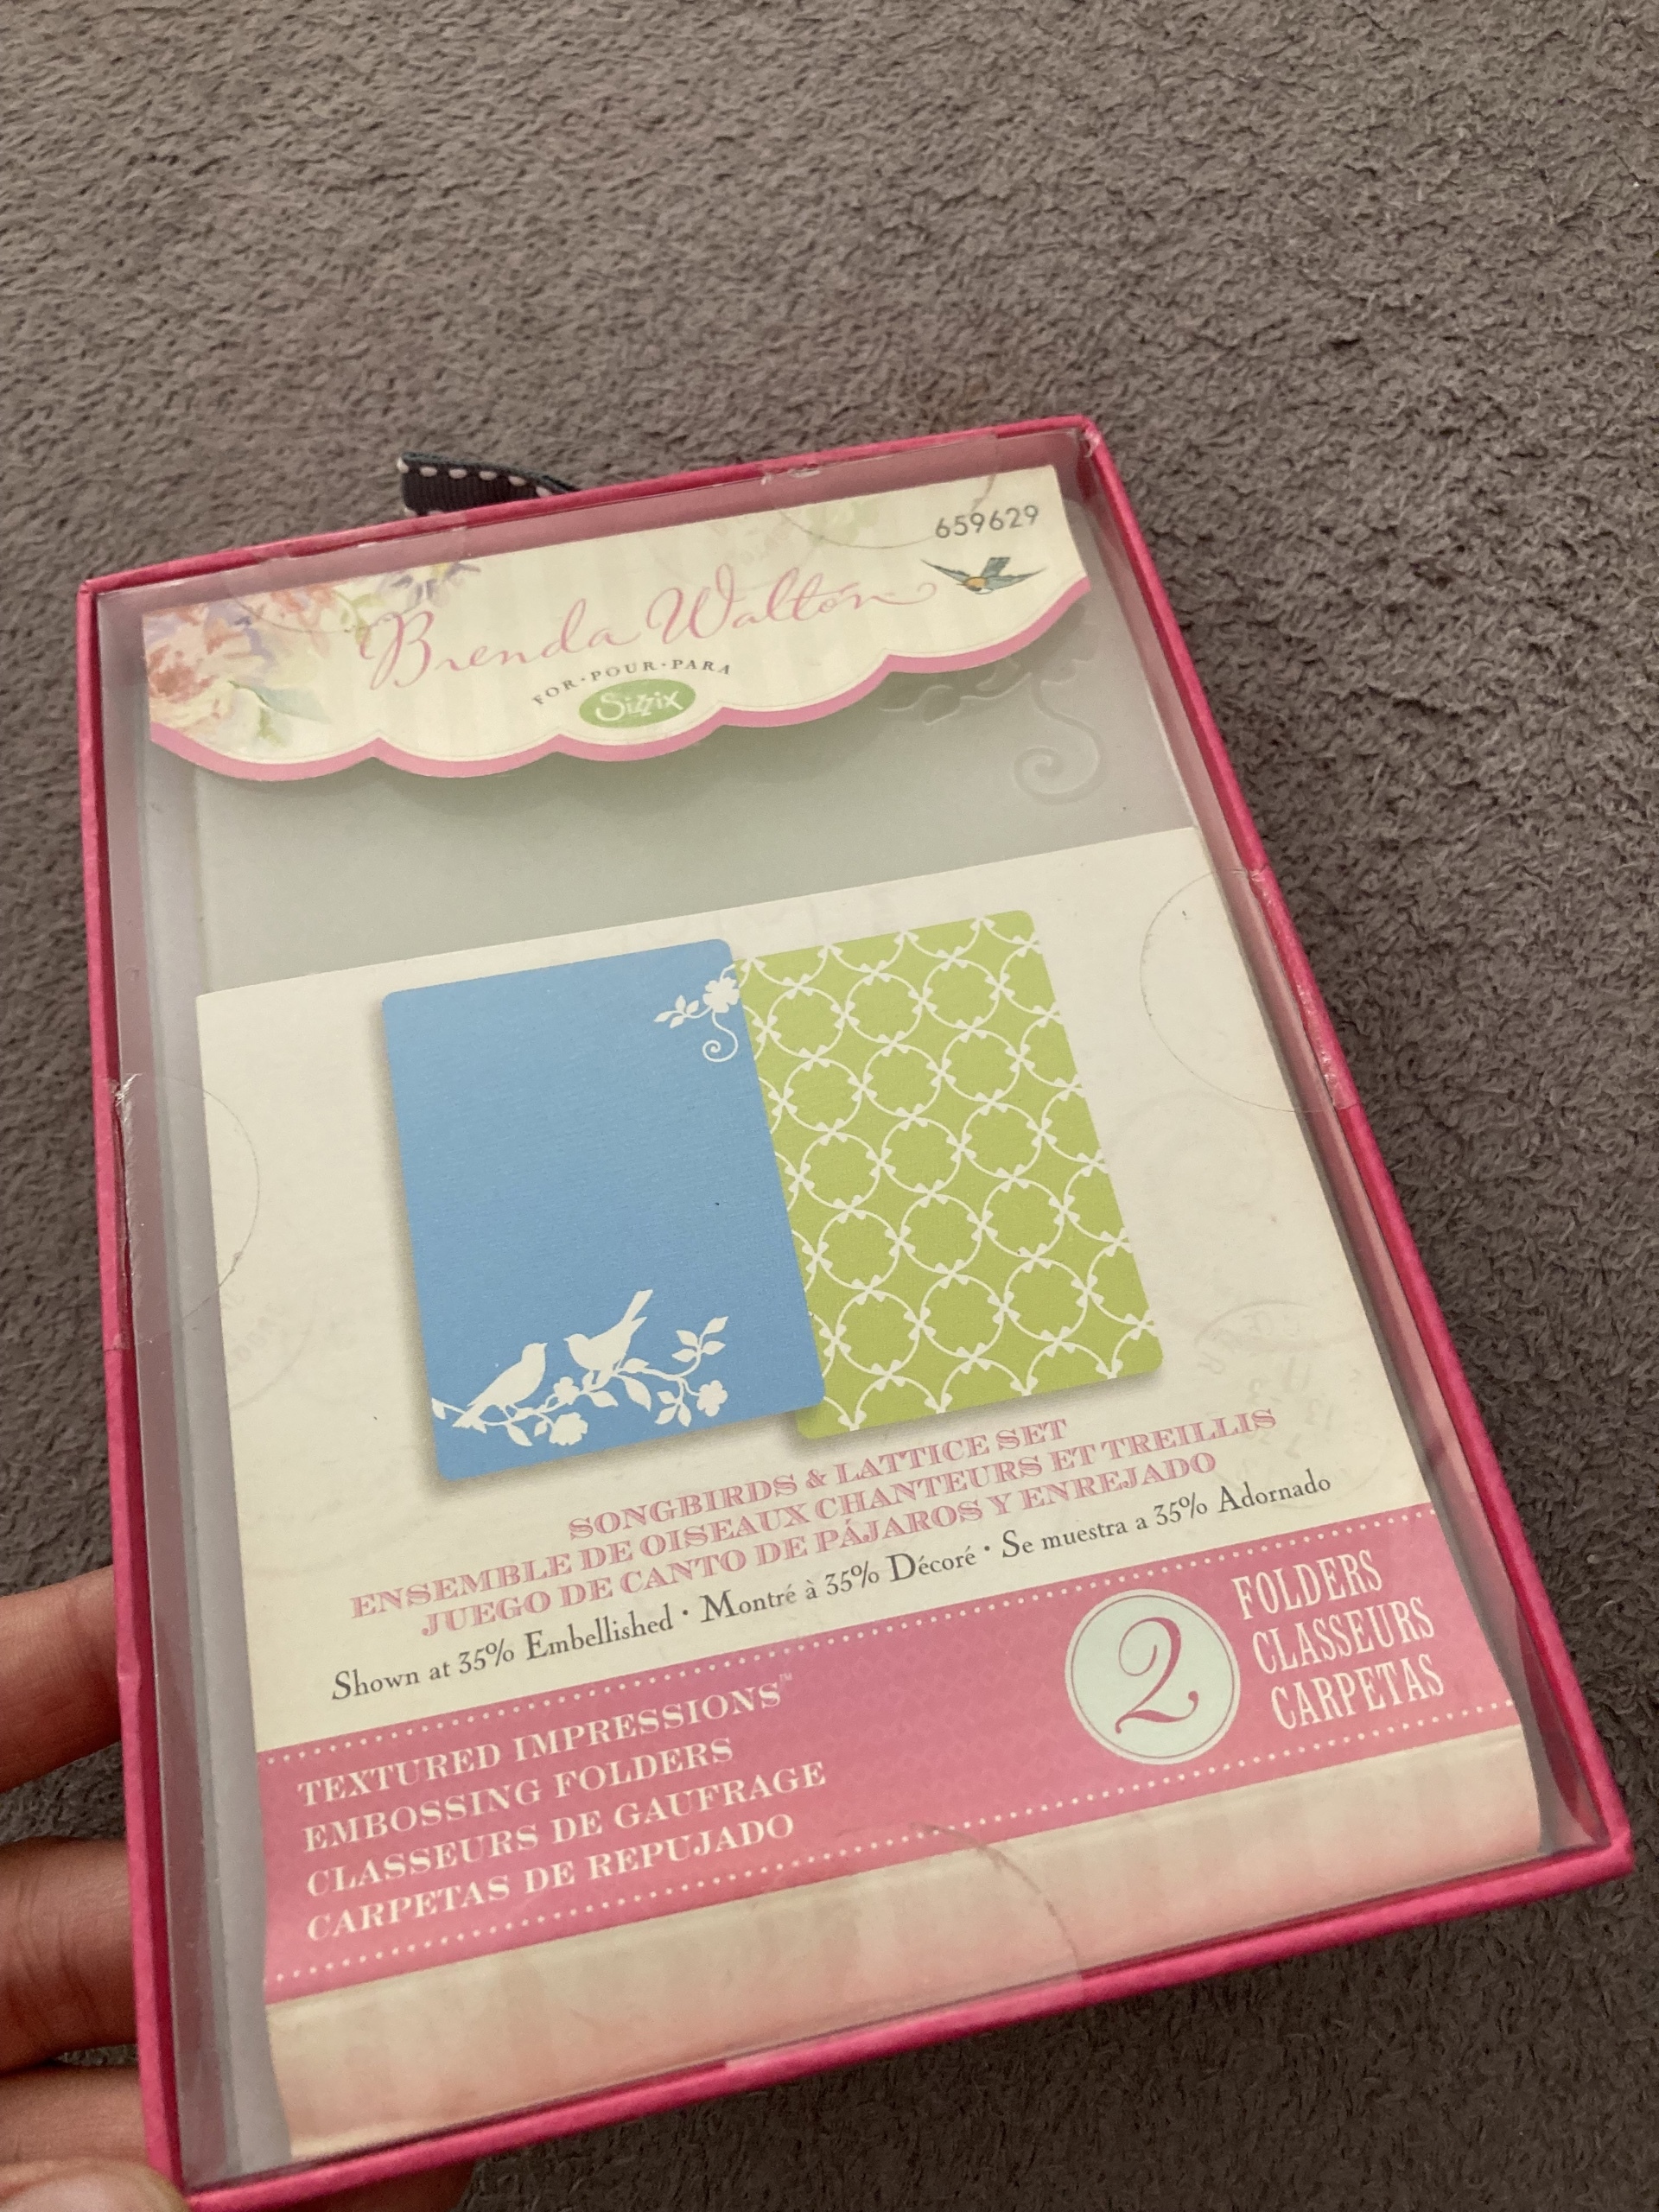 659629
Brenda Walton
FOR·POUR·PARA
Sizzix
SONGBIRDS & LATTICE SET
ENSEMBLE DE OISEAUX CHANTEURS ET TREILLIS
JUEGO DE CANTO DE PÁJAROS Y ENREJADO
Shown at 35% Embellished · Montré à 35% Décoré · Se muestra a 35% Adornado
TEXTURED IMPRESSIONS™
EMBOSSING FOLDERS
CLASSEURS DE GAUFRAGE
CARPETAS DE REPUJADO
2
FOLDERS
CLASSEURS
CARPETAS